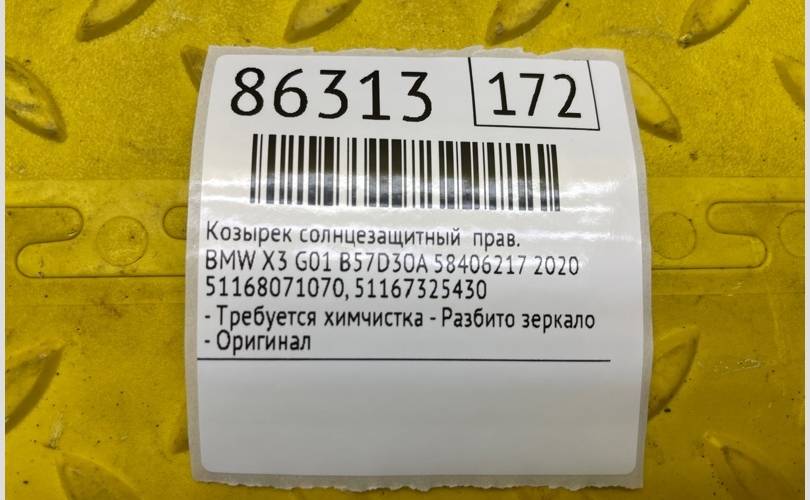 86313 172
Козырек солнцезащитный прав.
BMW X3 G01 B57D30A 58406217 2020
51168071070, 51167325430
- Требуется химчистка - Разбито зеркало
- Оригинал